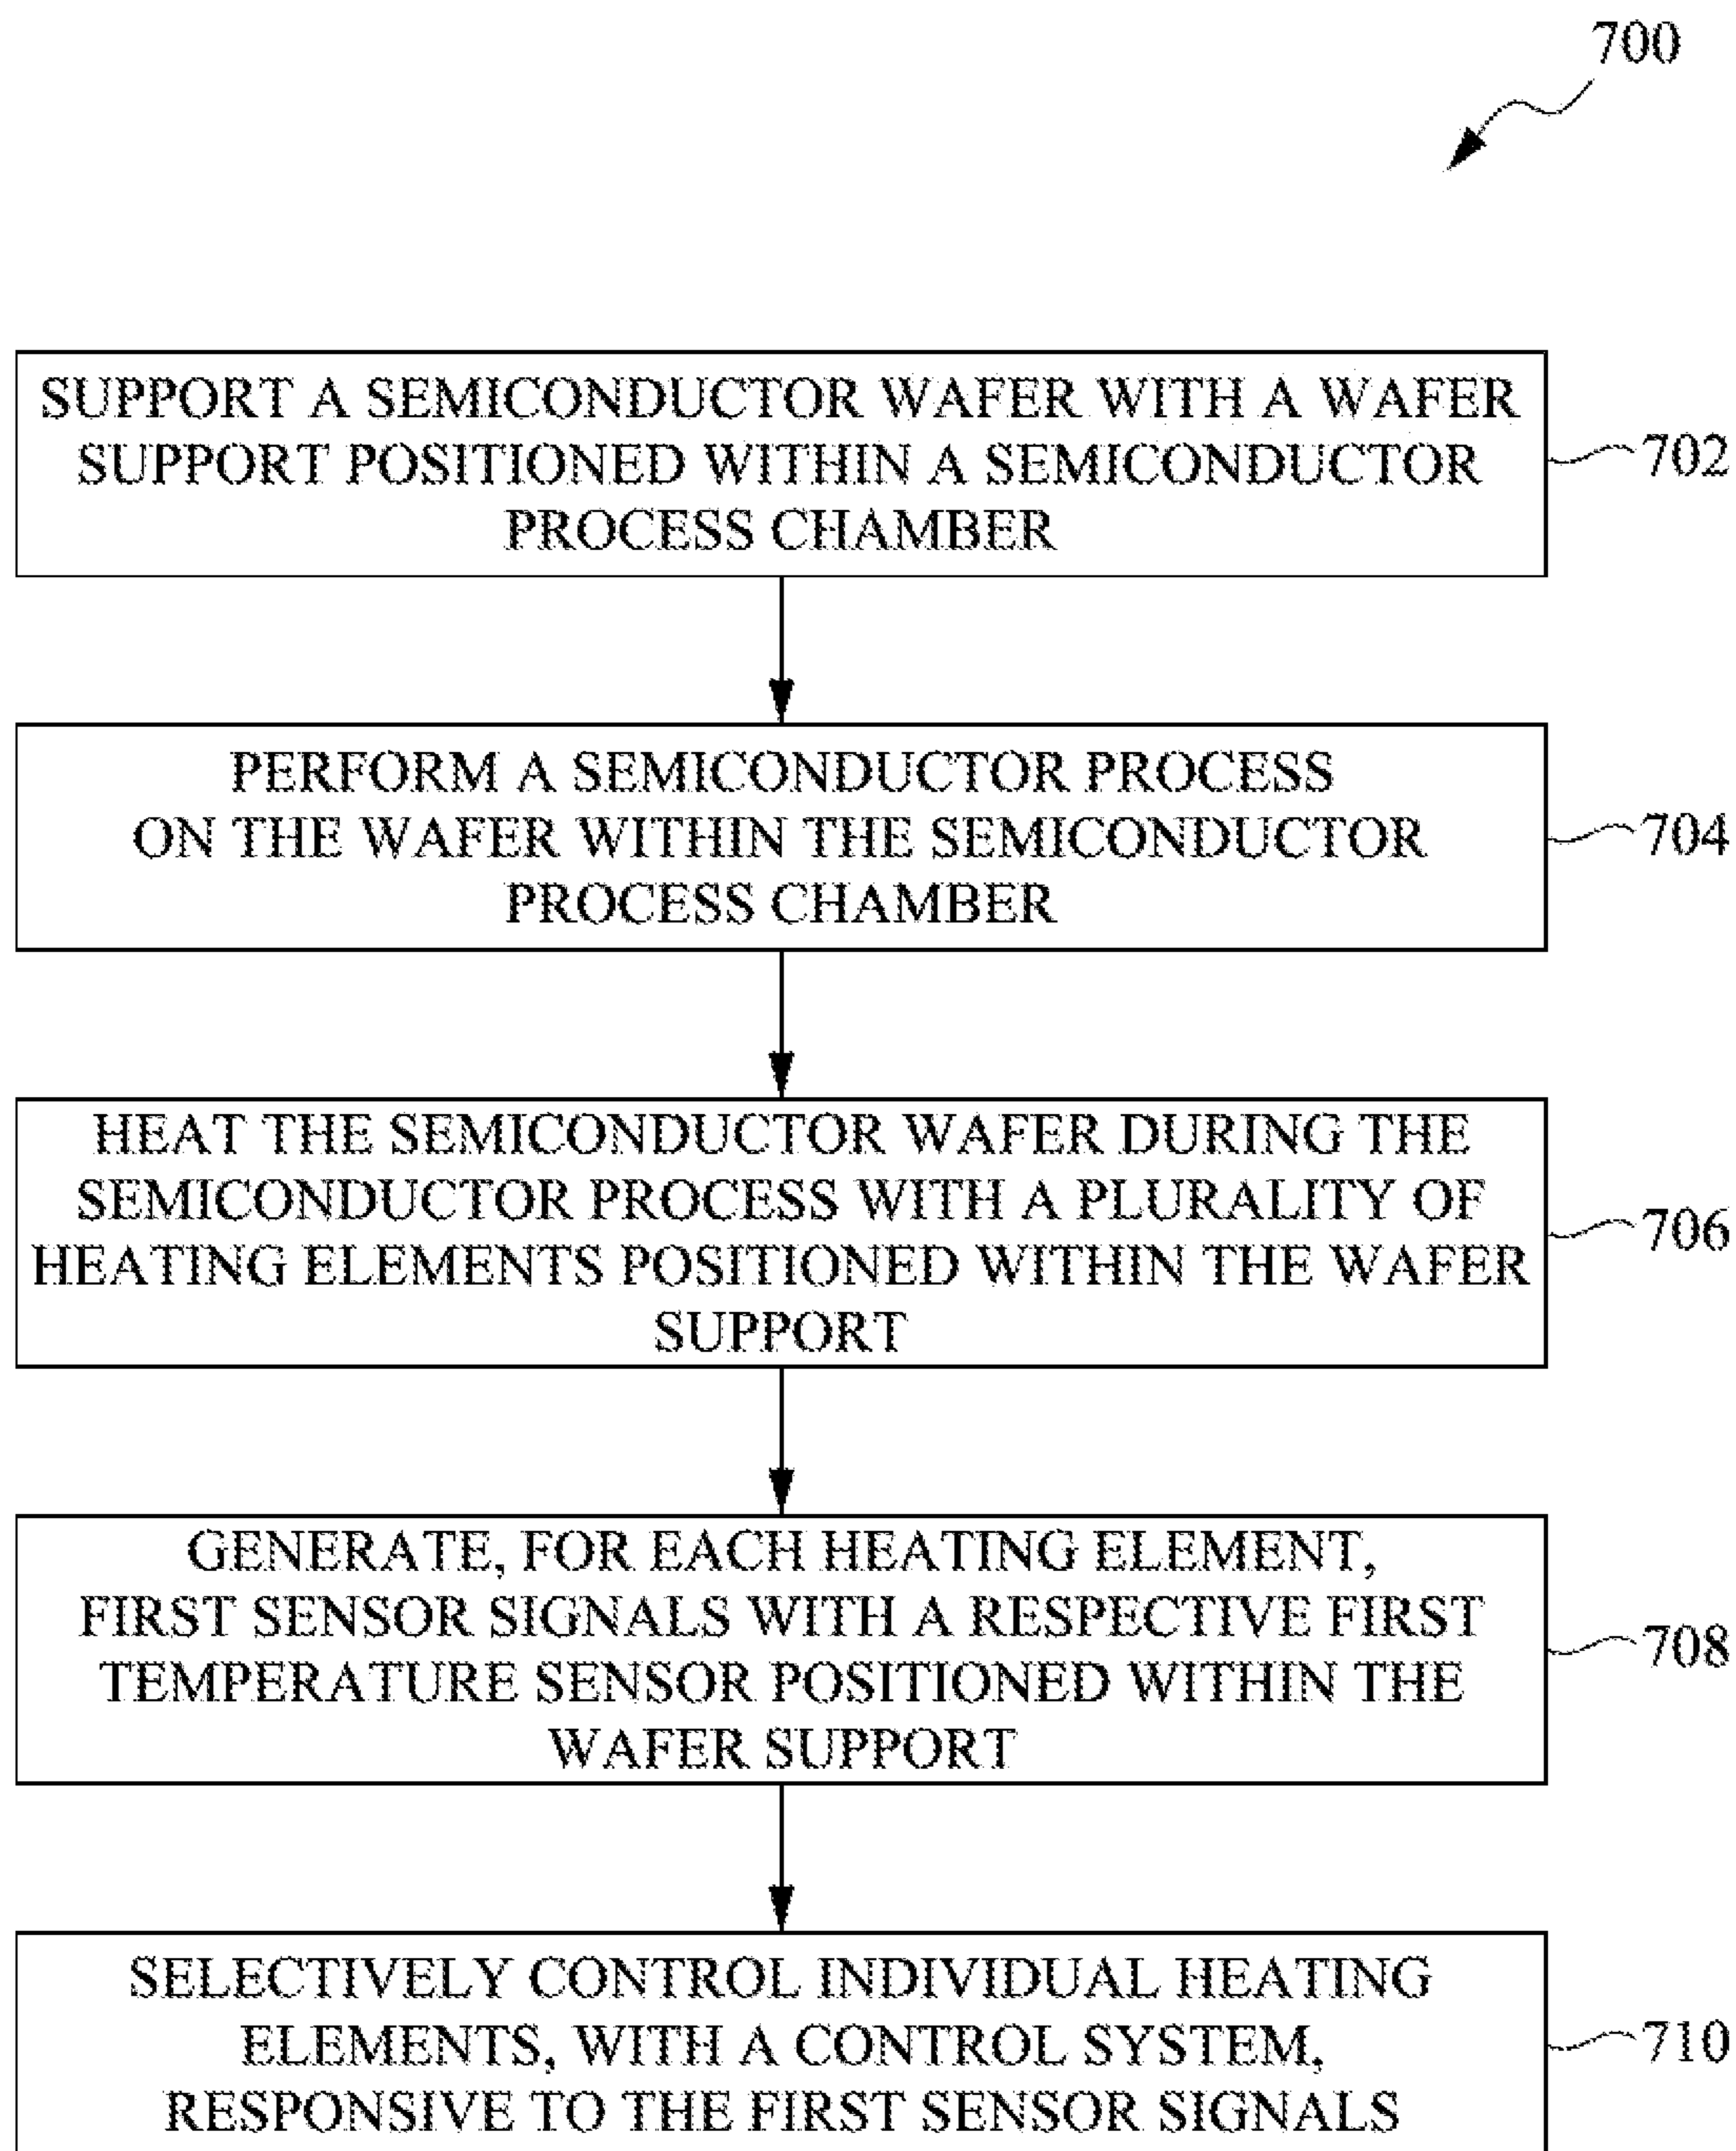 700
SUPPORT A SEMICONDUCTOR WAFER WITH A WAFER
SUPPORT POSITIONED WITHIN A SEMICONDUCTOR
PROCESS CHAMBER
702
PERFORM A SEMICONDUCTOR PROCESS
ON THE WAFER WITHIN THE SEMICONDUCTOR
PROCESS CHAMBER
704
HEAT THE SEMICONDUCTOR WAFER DURING THE
SEMICONDUCTOR PROCESS WITH A PLURALITY OF
HEATING ELEMENTS POSITIONED WITHIN THE WAFER
SUPPORT
706
GENERATE, FOR EACH HEATING ELEMENT,
FIRST SENSOR SIGNALS WITH A RESPECTIVE FIRST
TEMPERATURE SENSOR POSITIONED WITHIN THE
WAFER SUPPORT
708
SELECTIVELY CONTROL INDIVIDUAL HEATING
ELEMENTS, WITH A CONTROL SYSTEM,
RESPONSIVE TO THE FIRST SENSOR SIGNALS
710